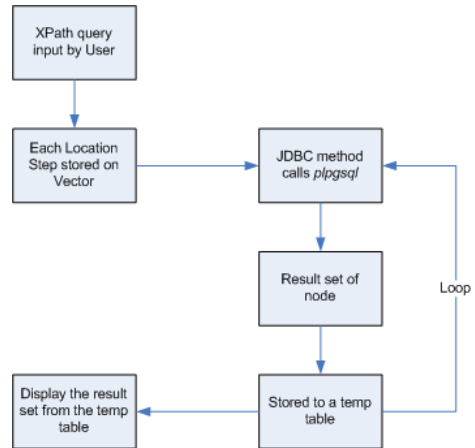 XPath query
input by User
Each Location
Step stored on
Vector
JDBC method
calls plpgsql
Result set of
node
Loop
Stored to a temp
table
Display the result
set from the temp
table